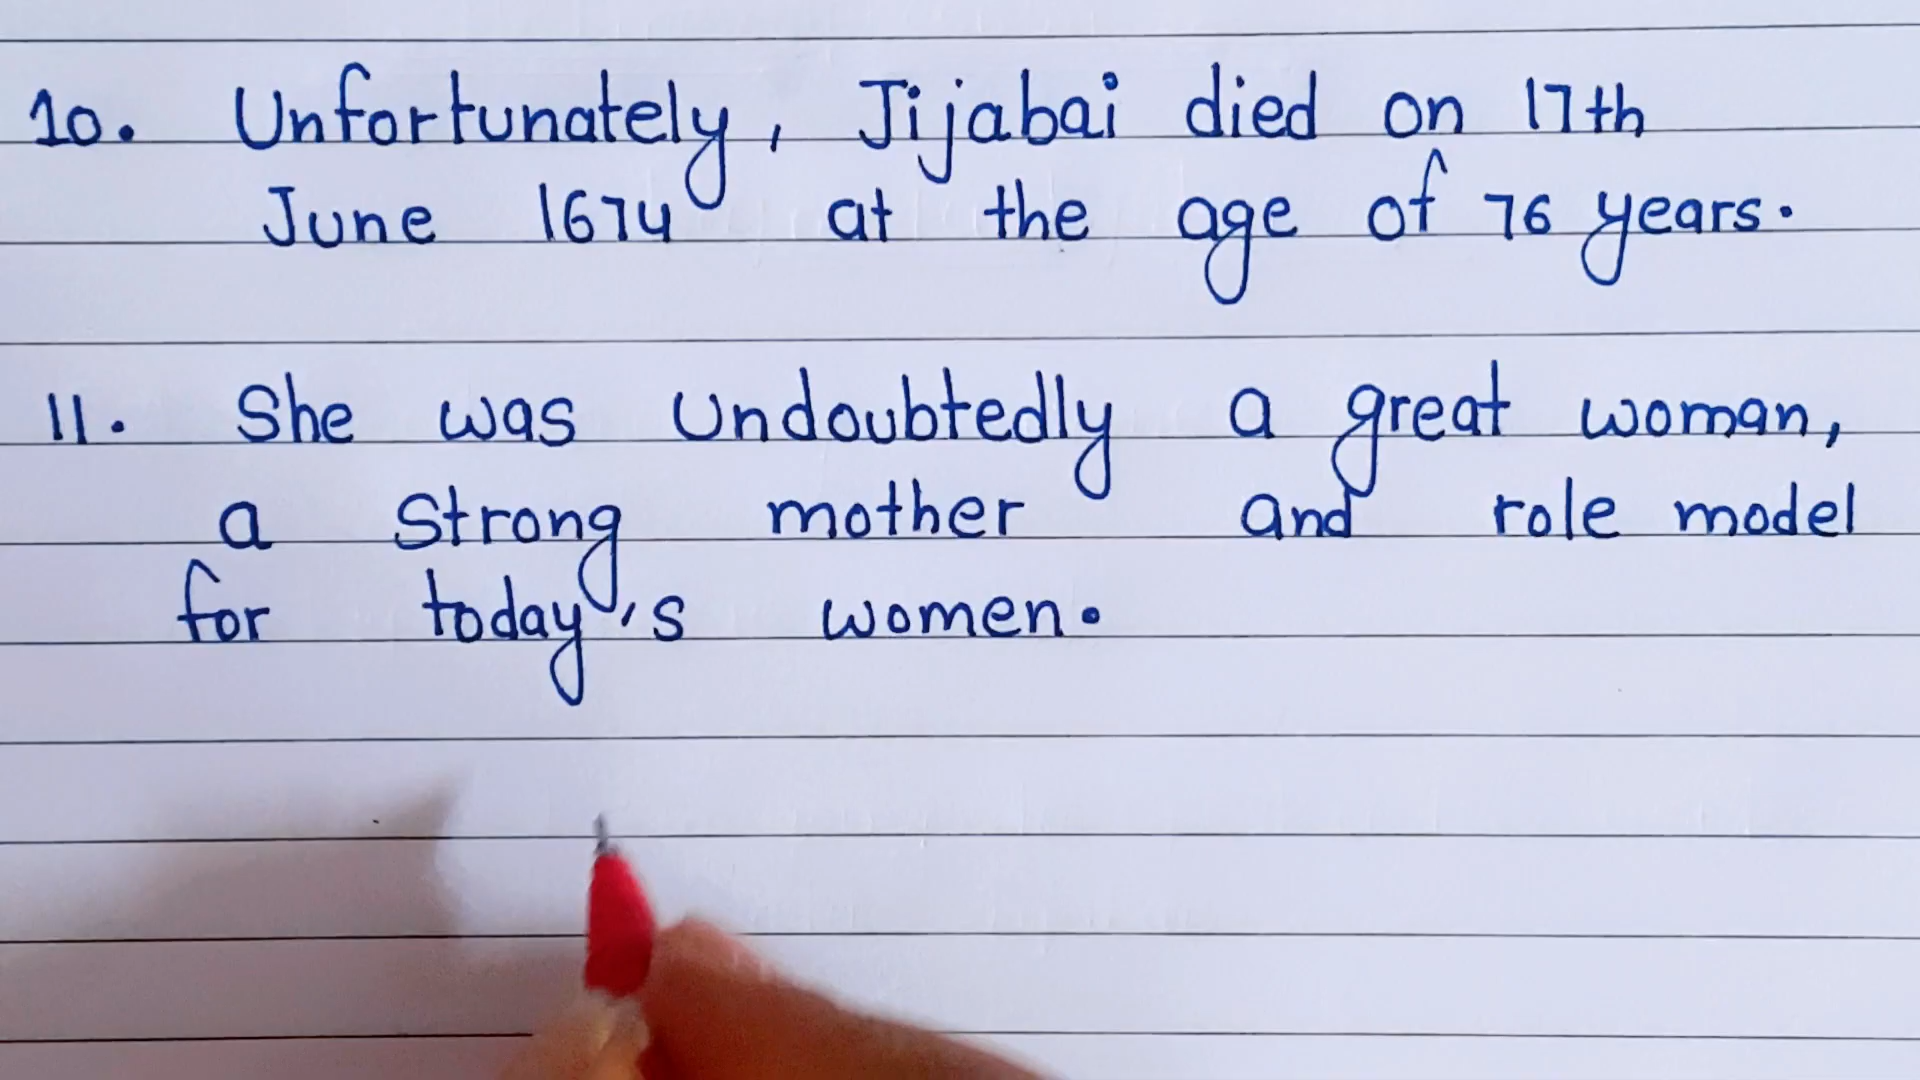 10. Unfortunately, Jijabai died on 17th
June 1674 at the age of 76 years.
11. She was undoubtedly a great woman,
a strong mother and role model
for today's women.